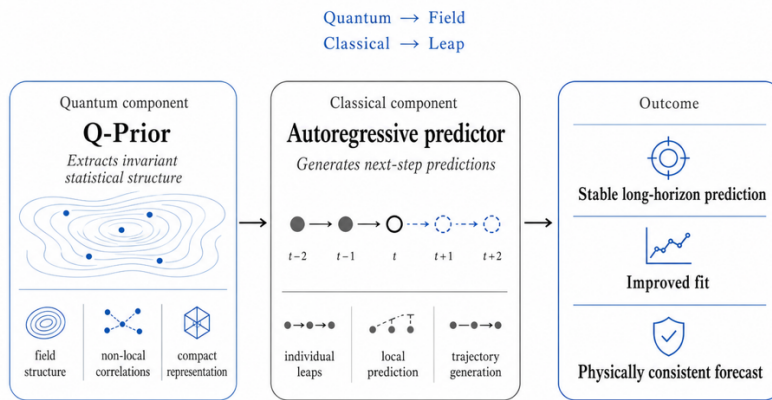 Quantum → Field
Classical → Leap
Quantum component
Q-Prior
Extracts invariant
statistical structure
field
structure
non-local
correlations
compact
representation
Classical component
Autoregressive predictor
Generates next-step predictions
t−2
t−1
t
t+1
t+2
individual
leaps
local
prediction
trajectory
generation
Outcome
Stable long-horizon prediction
Improved fit
Physically consistent forecast